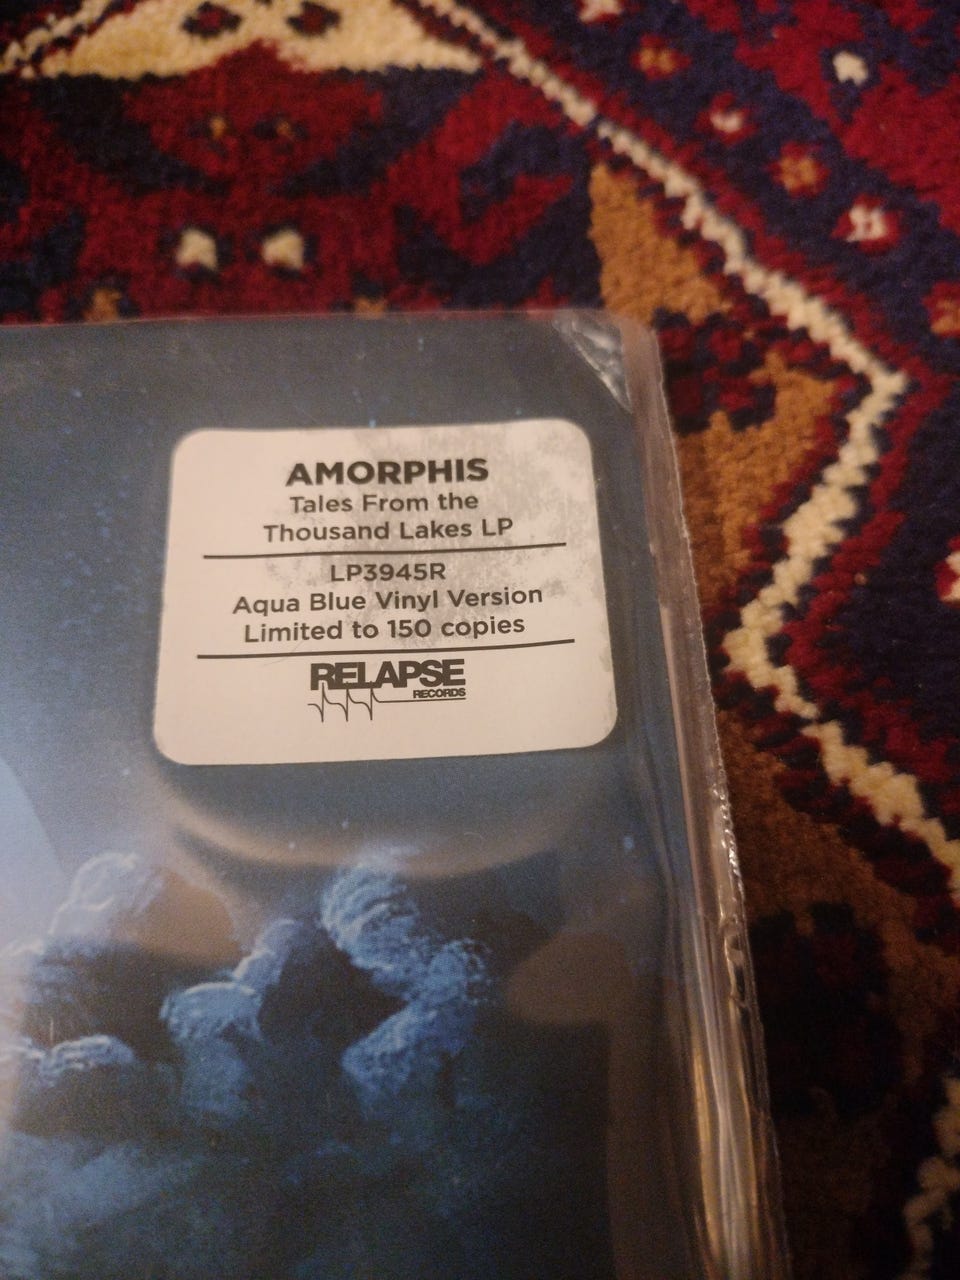 AMORPHIS
Tales From the
Thousand Lakes LP
LP3945R
Aqua Blue Vinyl Version
Limited to 150 copies
RELAPSE
RECORDS